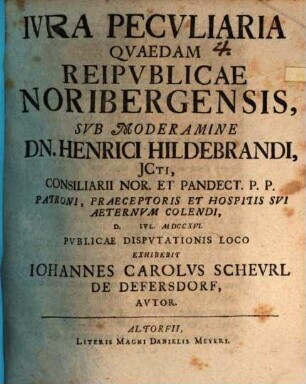 IVRA PECVLIARIA
QVAEDAM 4.
REIPVBLICAE
NORIBERGENSIS,
SVB MODERAMINE
DN. HENRICI HILDEBRANDI,
JCTI,
CONSILIARII NOR. ET PANDECT. P. P.
PATRONI, PRAECEPTORIS ET HOSPITIS SVI
AETERNVM COLENDI,
D. IVL. MDCCXVI.
PVBLICAE DISPVTATIONIS LOCO
EXHIBEBIT
IOHANNES CAROLVS SCHEVRL
DE DEFERSDORF,
AVTOR.
ALTORFII,
LITERIS MAGNI DANIELIS MEYERI.